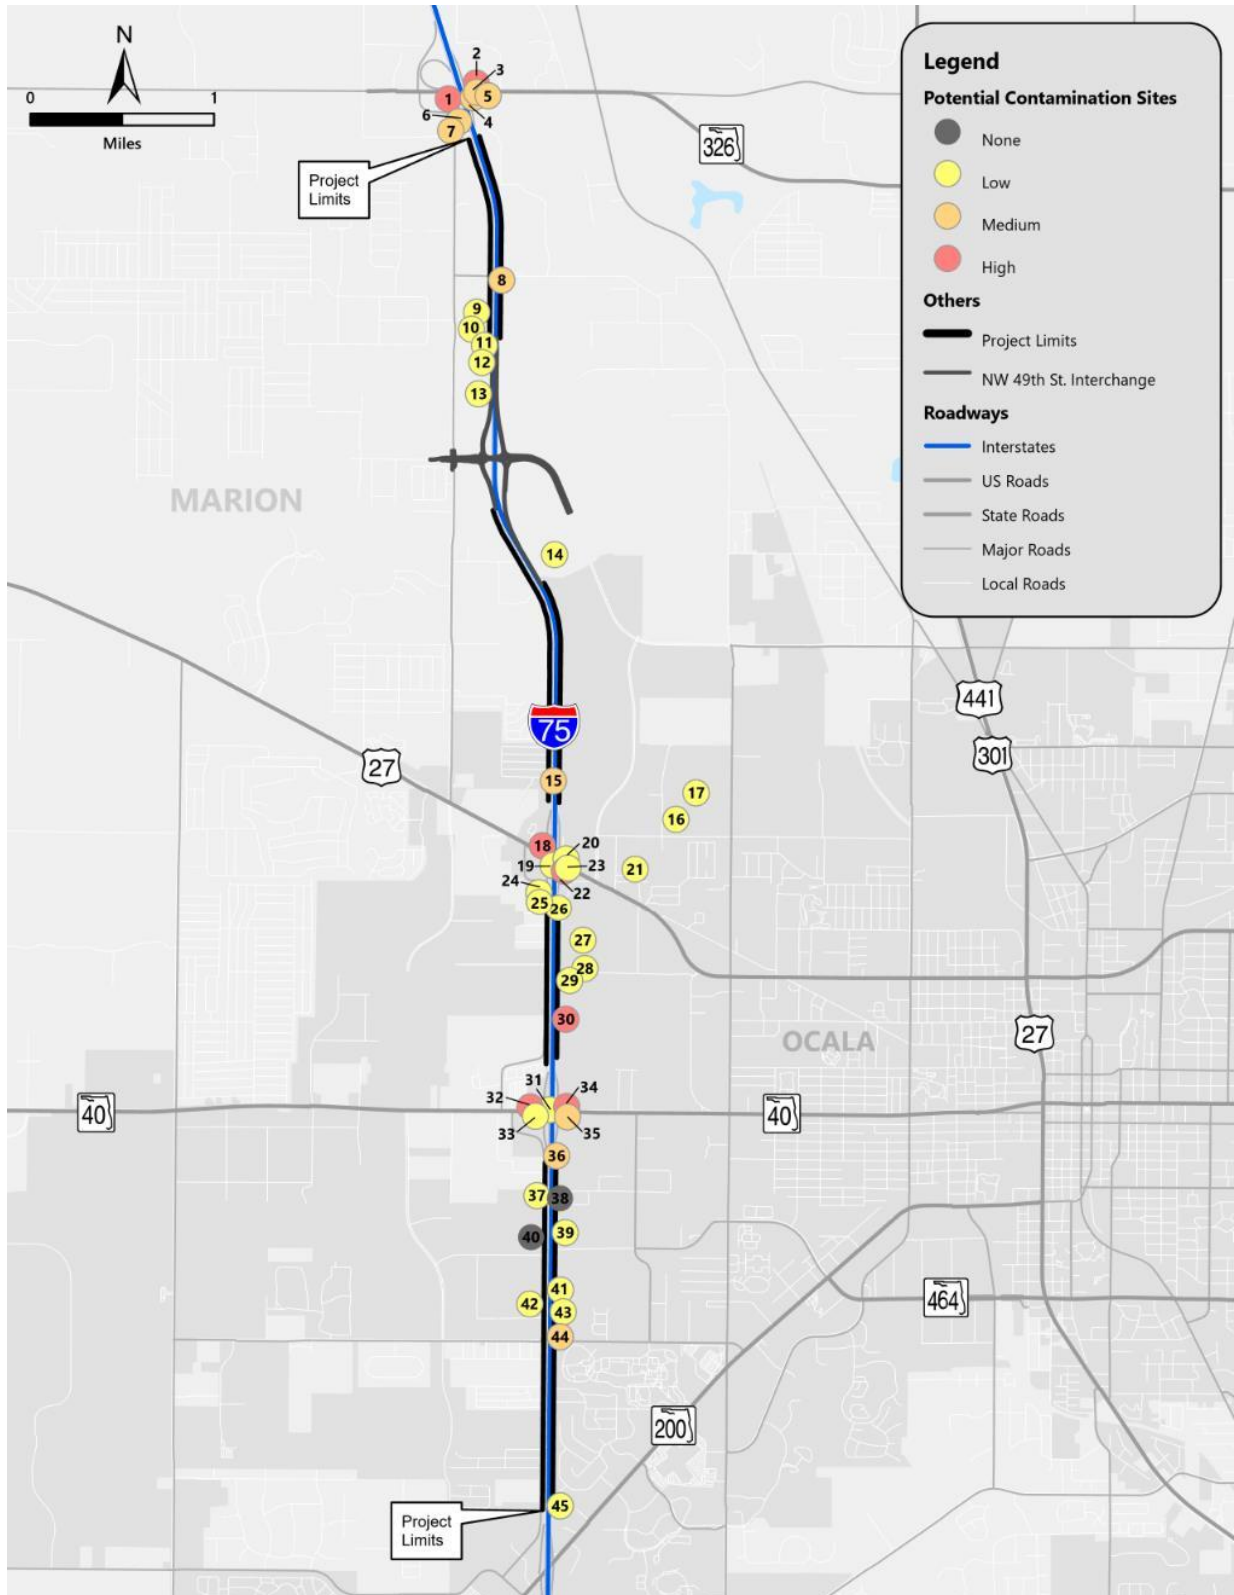 N
0 1
Miles
2
3
1
5
6
4
7
Project
Limits
326
8
9
10
11
12
13
MARION
14
75
27
441
301
15
17
16
18
20
19
23
21
24
22
25
26
27
28
29
30
OCALA
27
31
34
32
40
40
33
35
36
37
38
39
40
41
42
43
464
44
200
45
Project
Limits
Legend
Potential Contamination Sites
None
Low
Medium
High
Others
Project Limits
NW 49th St. Interchange
Roadways
Interstates
US Roads
State Roads
Major Roads
Local Roads